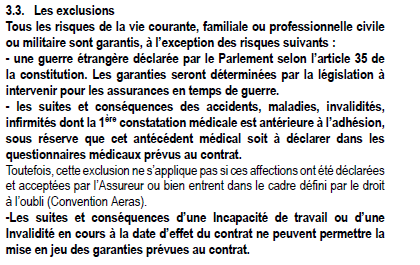 3.3. Les exclusions
Tous les risques de la vie courante, familiale ou professionnelle civile
ou militaire sont garantis, à l'exception des risques suivants :
- une guerre étrangère déclarée par le Parlement selon l'article 35 de
la constitution. Les garanties seront déterminées par la législation à
intervenir pour les assurances en temps de guerre.
- les suites et conséquences des accidents, maladies, invalidités,
infirmités dont la 1ère constatation médicale est antérieure à l'adhésion,
sous réserve que cet antécédent médical soit à déclarer dans les
questionnaires médicaux prévus au contrat.
Toutefois, cette exclusion ne s'applique pas si ces affections ont été déclarées
et acceptées par l'Assureur ou bien entrent dans le cadre défini par le droit
à l'oubli (Convention Aeras).
-Les suites et conséquences d'une Incapacité de travail ou d'une
Invalidité en cours à la date d'effet du contrat ne peuvent permettre la
mise en jeu des garanties prévues au contrat.